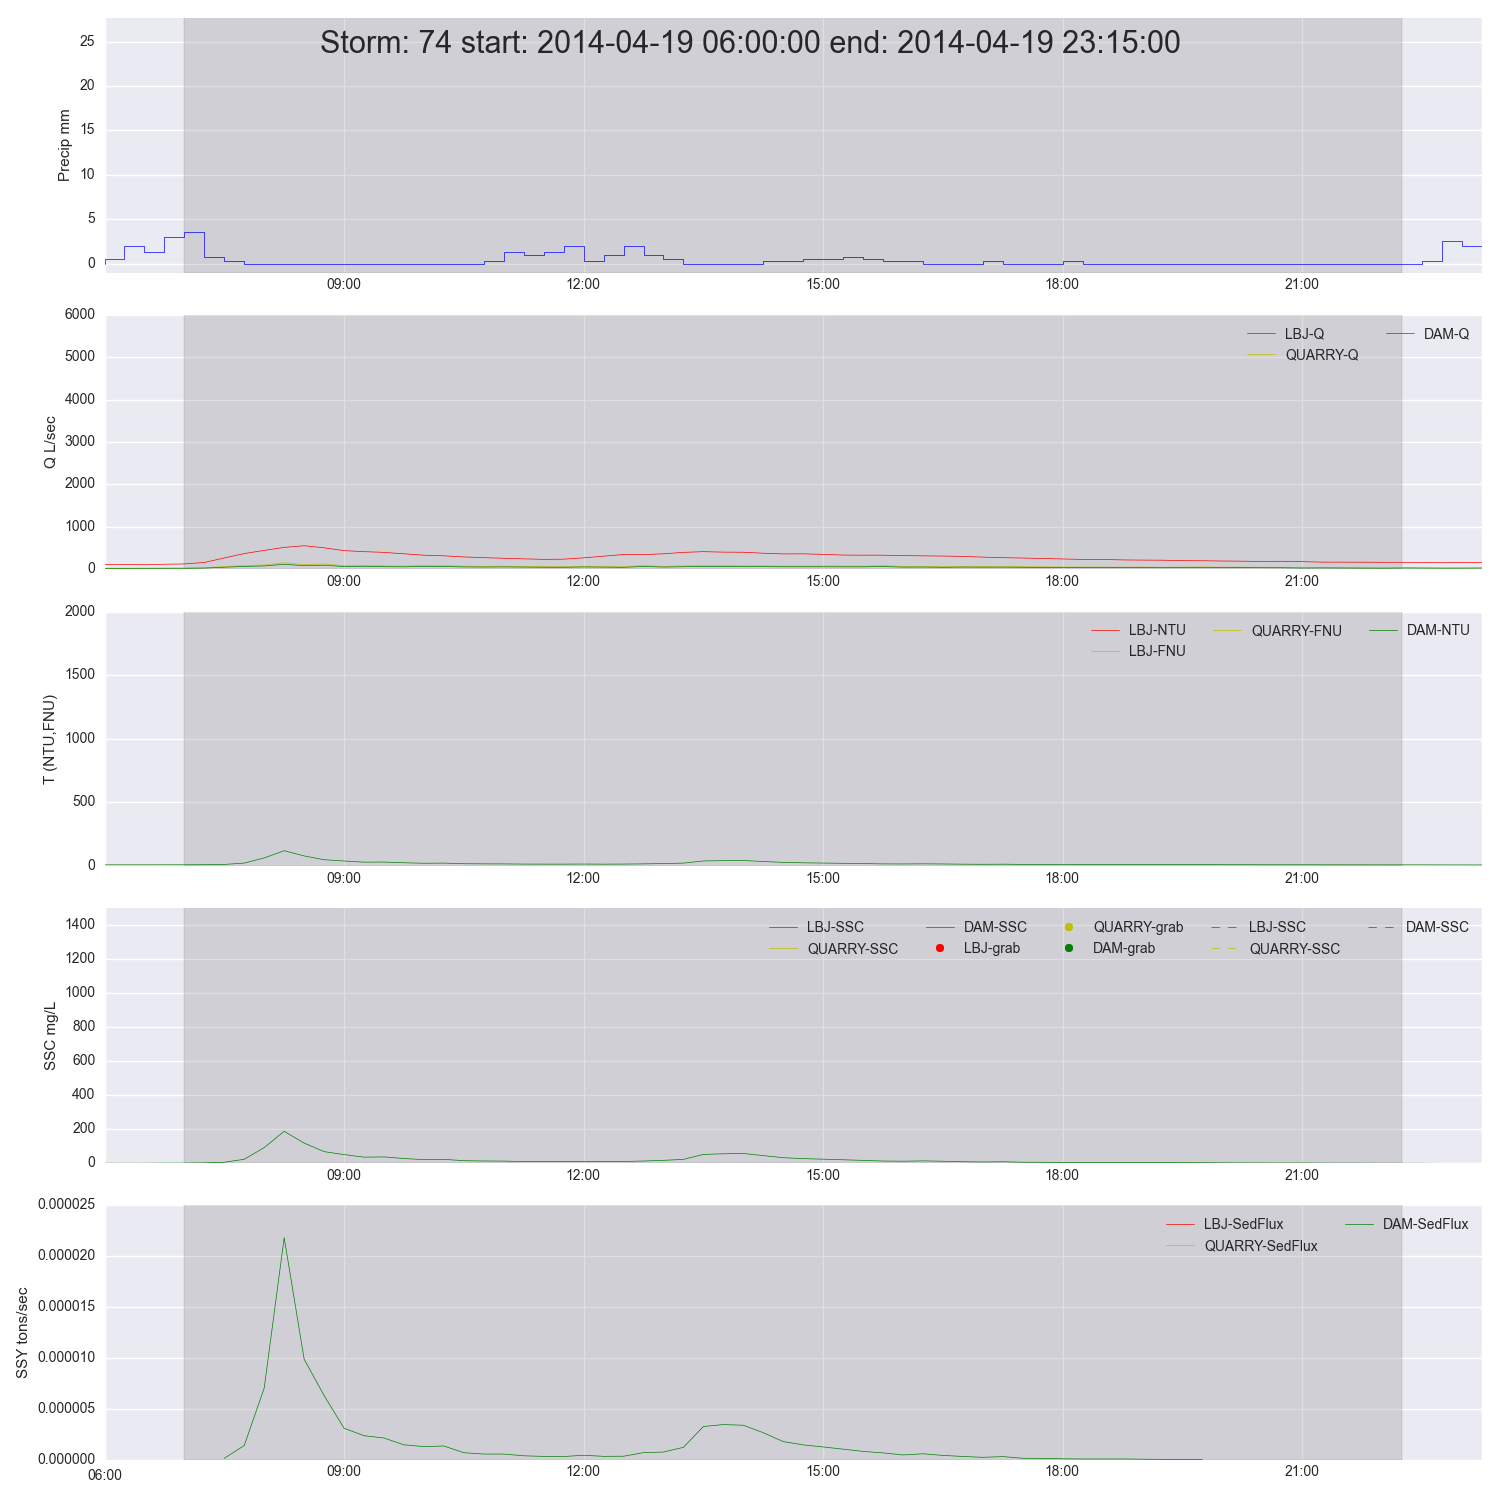 Storm: 74 start: 2014-04-19 06:00:00 end: 2014-04-19 23:15:00
Precip mm
25
20
15
10
5
0
09:00 12:00 15:00 18:00 21:00
Q L/sec
6000
5000
4000
3000
2000
1000
0
LBJ-Q DAM-Q
QUARRY-Q
09:00 12:00 15:00 18:00 21:00
T (NTU,FNU)
2000
1500
1000
500
0
LBJ-NTU QUARRY-FNU DAM-NTU
LBJ-FNU
09:00 12:00 15:00 18:00 21:00
SSC mg/L
1400
1200
1000
800
600
400
200
0
LBJ-SSC DAM-SSC QUARRY-grab LBJ-SSC DAM-SSC
QUARRY-SSC LBJ-grab DAM-grab QUARRY-SSC
09:00 12:00 15:00 18:00 21:00
SSY tons/sec
0.000025
0.000020
0.000015
0.000010
0.000005
0.000000
LBJ-SedFlux DAM-SedFlux
QUARRY-SedFlux
06:00 09:00 12:00 15:00 18:00 21:00